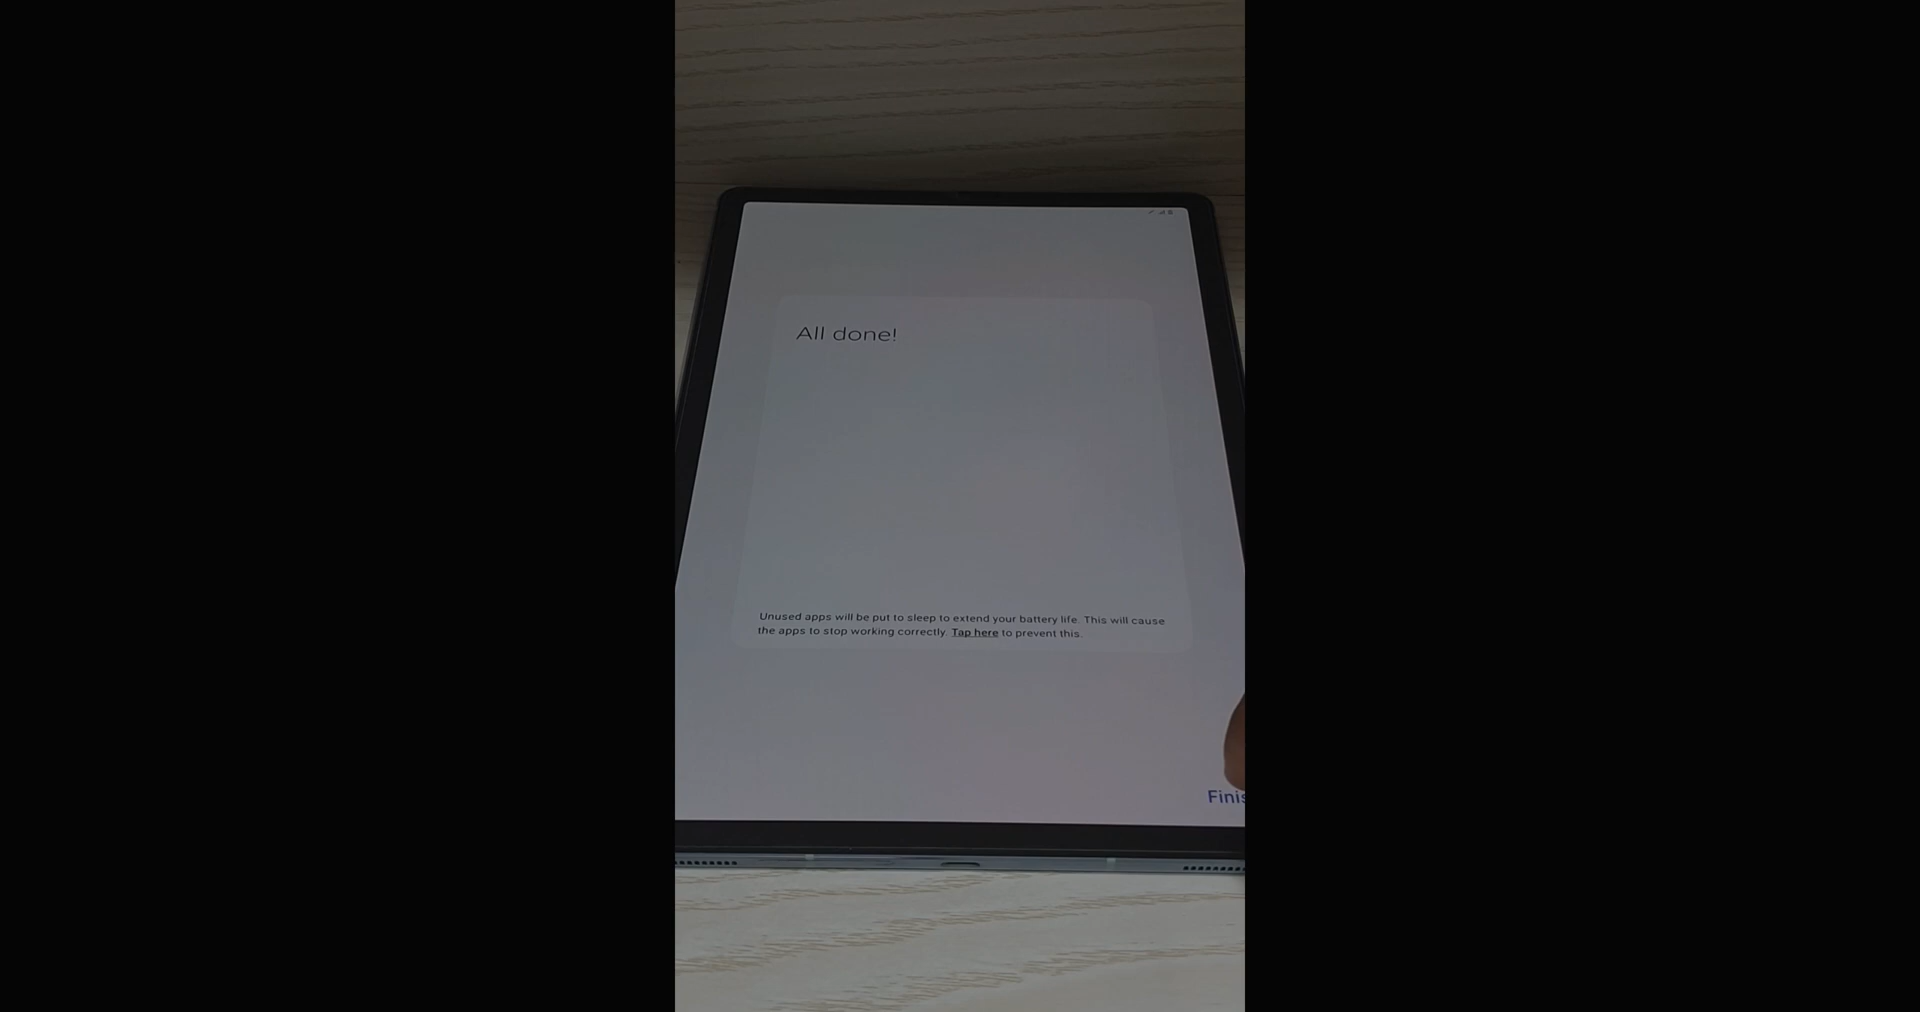 All done!
Unused apps will be put to sleep to extend your battery life. This will cause
the apps to stop working correctly. Tap here to prevent this.
Finis